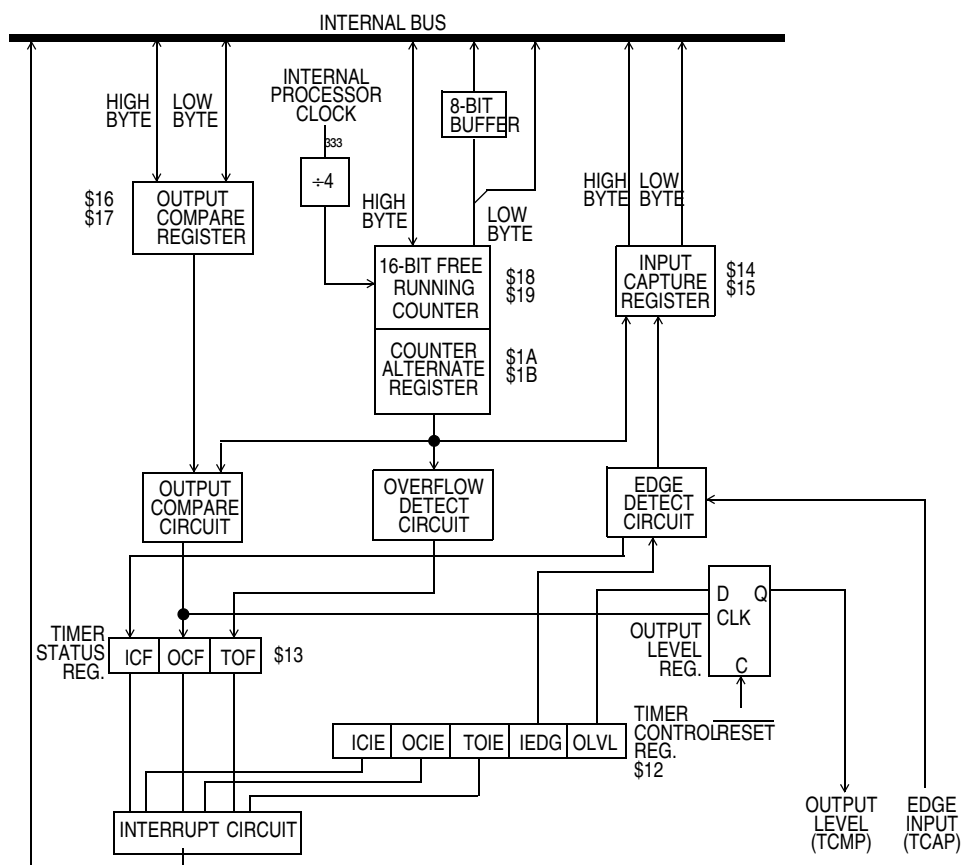 INTERNAL BUS
HIGH
BYTE
LOW
BYTE
INTERNAL
PROCESSOR
CLOCK
333
÷4
8-BIT
BUFFER
HIGH
BYTE
LOW
BYTE
HIGH
BYTE
LOW
BYTE
$16
$17
OUTPUT
COMPARE
REGISTER
16-BIT FREE
RUNNING
COUNTER
$18
$19
COUNTER
ALTERNATE
REGISTER
$1A
$1B
INPUT
CAPTURE
REGISTER
$14
$15
OUTPUT
COMPARE
CIRCUIT
OVERFLOW
DETECT
CIRCUIT
EDGE
DETECT
CIRCUIT
D Q
CLK
C
OUTPUT
LEVEL
REG.
TIMER
STATUS
REG.
ICF OCF TOF
$13
ICIE OCIE TOIE IEDG OLVL
TIMER
CONTROL
REG.
$12
RESET
INTERRUPT CIRCUIT
OUTPUT
LEVEL
(TCMP)
EDGE
INPUT
(TCAP)